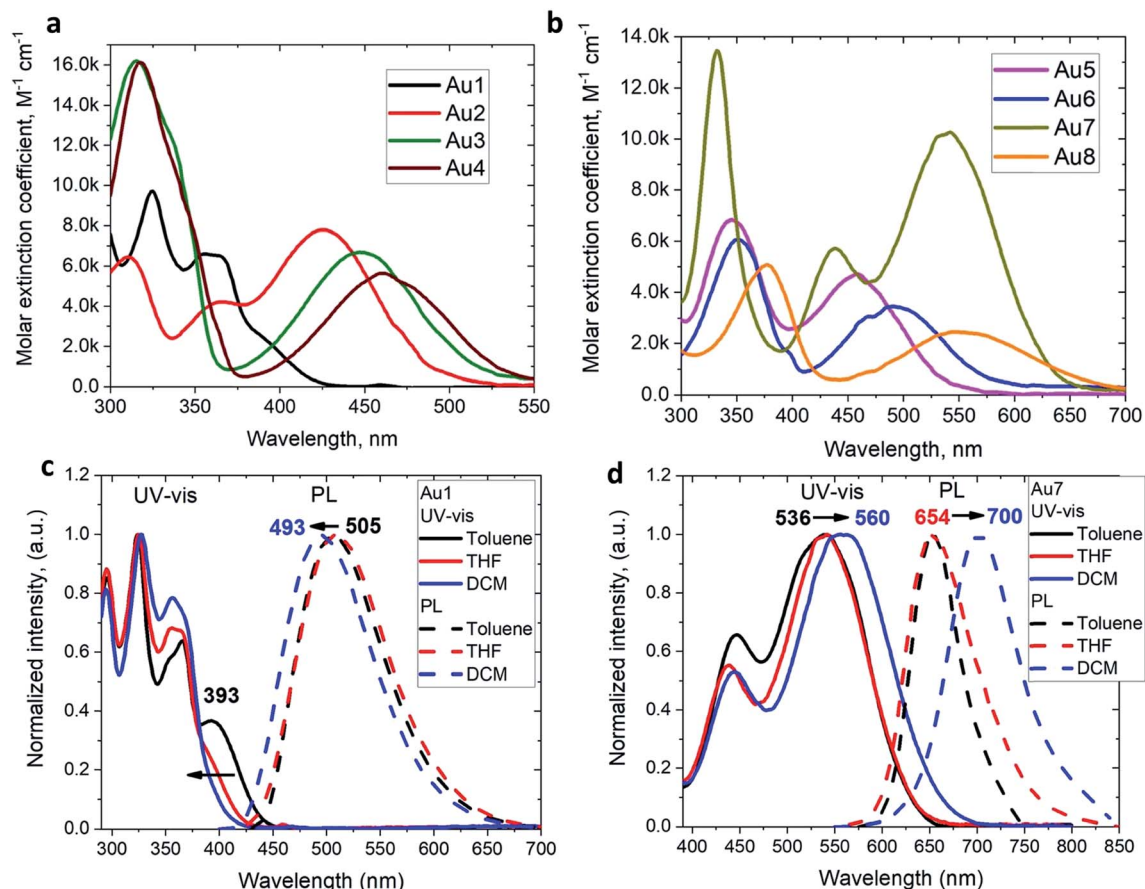 a
Molar extinction coefficient, M⁻¹ cm⁻¹
16.0k
14.0k
12.0k
10.0k
8.0k
6.0k
4.0k
2.0k
0.0
Au1
Au2
Au3
Au4
300 350 400 450 500 550
Wavelength, nm
b
Molar extinction coefficient, M⁻¹ cm⁻¹
14.0k
12.0k
10.0k
8.0k
6.0k
4.0k
2.0k
0.0
Au5
Au6
Au7
Au8
300 350 400 450 500 550 600 650 700
Wavelength, nm
c
Normalized intensity, (a.u.)
1.2
1.0
0.8
0.6
0.4
0.2
0.0
UV-vis PL
493 ← 505
393
Au1
UV-vis
Toluene
THF
DCM
PL
Toluene
THF
DCM
300 350 400 450 500 550 600 650 700
Wavelength (nm)
d
Normalized intensity, (a.u.)
1.2
1.0
0.8
0.6
0.4
0.2
0.0
UV-vis PL
536 → 560 654 → 700
Au7
UV-vis
Toluene
THF
DCM
PL
Toluene
THF
DCM
400 450 500 550 600 650 700 750 800 850
Wavelength (nm)